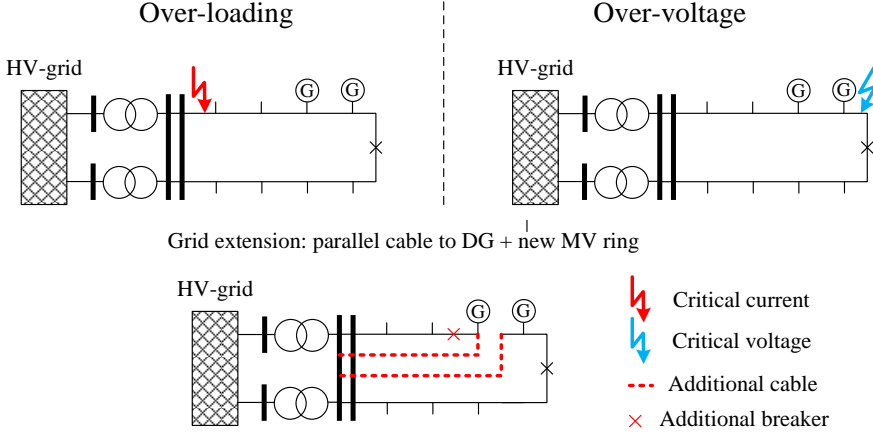 Over-loading
Over-voltage
HV-grid
HV-grid
G
G
G
G
Grid extension: parallel cable to DG + new MV ring
HV-grid
G
G
Critical current
Critical voltage
Additional cable
Additional breaker